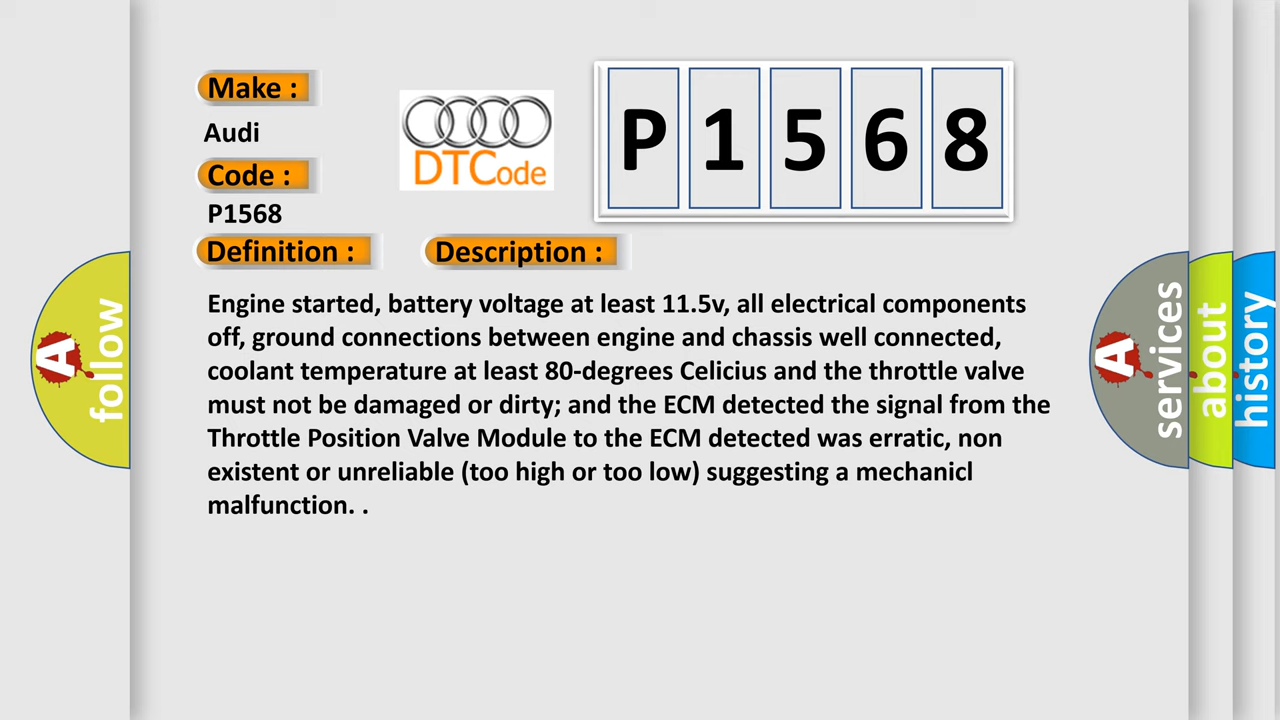 Make :
Audi
Code :
P1568
Definition :
Description :
DTCode
P1568
Engine started, battery voltage at least 11.5v, all electrical components
off, ground connections between engine and chassis well connected,
coolant temperature at least 80-degrees Celicius and the throttle valve
must not be damaged or dirty; and the ECM detected the signal from the
Throttle Position Valve Module to the ECM detected was erratic, non
existent or unreliable (too high or too low) suggesting a mechanicl
malfunction. .
A
follow
A
services
about
history